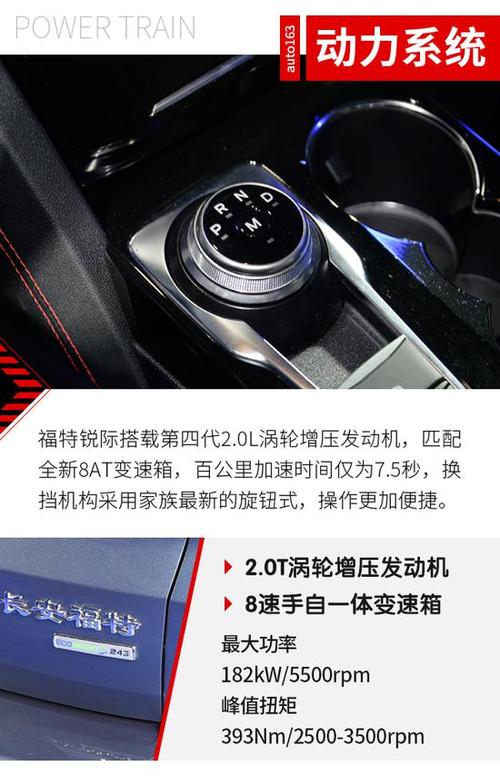 POWER TRAIN
auto163
动力系统
P R N D
M
福特锐际搭载第四代2.0L涡轮增压发动机，匹配
全新8AT变速箱，百公里加速时间仅为7.5秒，换
挡机构采用家族最新的旋钮式，操作更加便捷。
长安福特
ECOBOOST 243
2.0T涡轮增压发动机
8速手自一体变速箱
最大功率
182kW/5500rpm
峰值扭矩
393Nm/2500-3500rpm